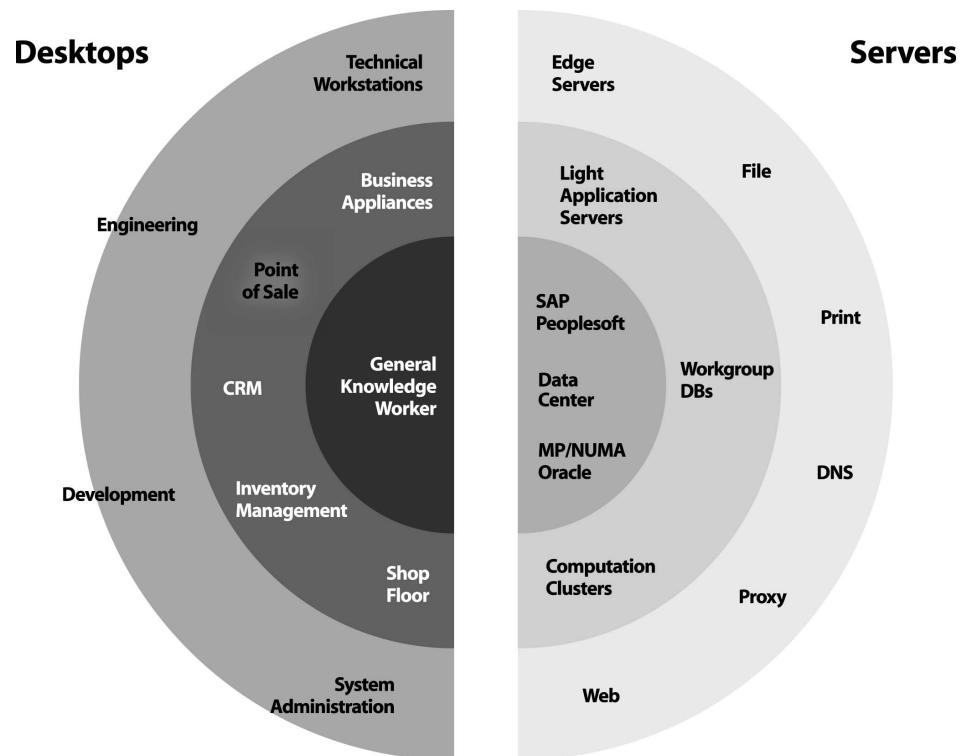 Desktops
Servers
Technical
Workstations
Business
Appliances
Engineering
Point
of Sale
General
Knowledge
Worker
CRM
Development
Inventory
Management
Shop
Floor
System
Administration
Edge
Servers
File
Light
Application
Servers
SAP
Peoplesoft
Print
Workgroup
DBs
Data
Center
MP/NUMA
Oracle
DNS
Computation
Clusters
Proxy
Web